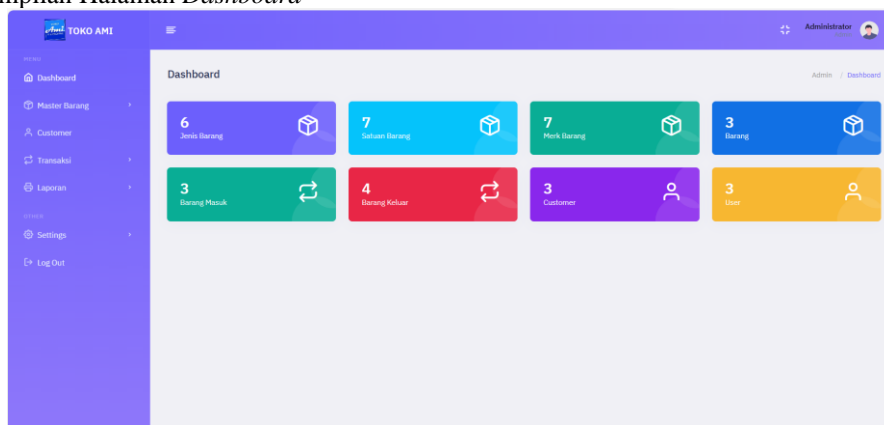 Halaman Dashboard
Ami TOKO AMI
Administrator
MENU
Dashboard
Master Barang
Customer
Transaksi
Laporan
OTHER
Settings
Log Out
Dashboard
Admin / Dashboard
6
Jenis Barang
7
Satuan Barang
7
Merk Barang
3
Barang
3
Barang Masuk
4
Barang Keluar
3
Customer
3
User